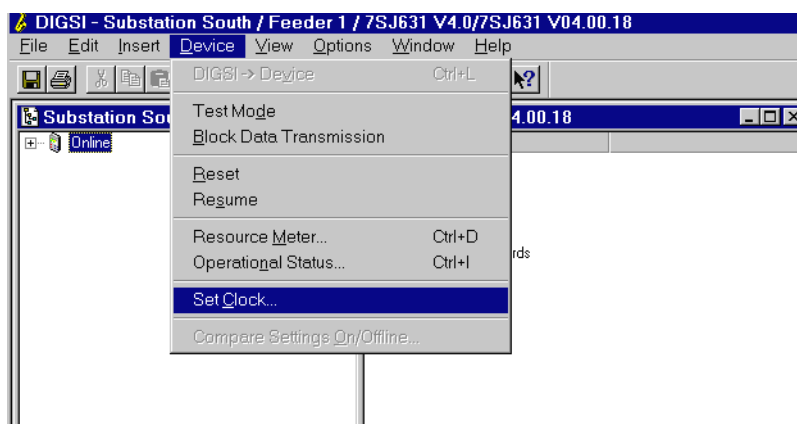 DIGSI - Substation South / Feeder 1 / 7SJ631 V4.0/7SJ631 V04.00.18
File Edit Insert Device View Options Window Help
DIGSI -> Device Ctrl+L
Substation 4.00.18
Test Mode
Online
Block Data Transmission
Reset
Resume
Resource Meter... Ctrl+D
rds
Operational Status... Ctrl+I
Set Clock...
Compare Settings On/Offline...